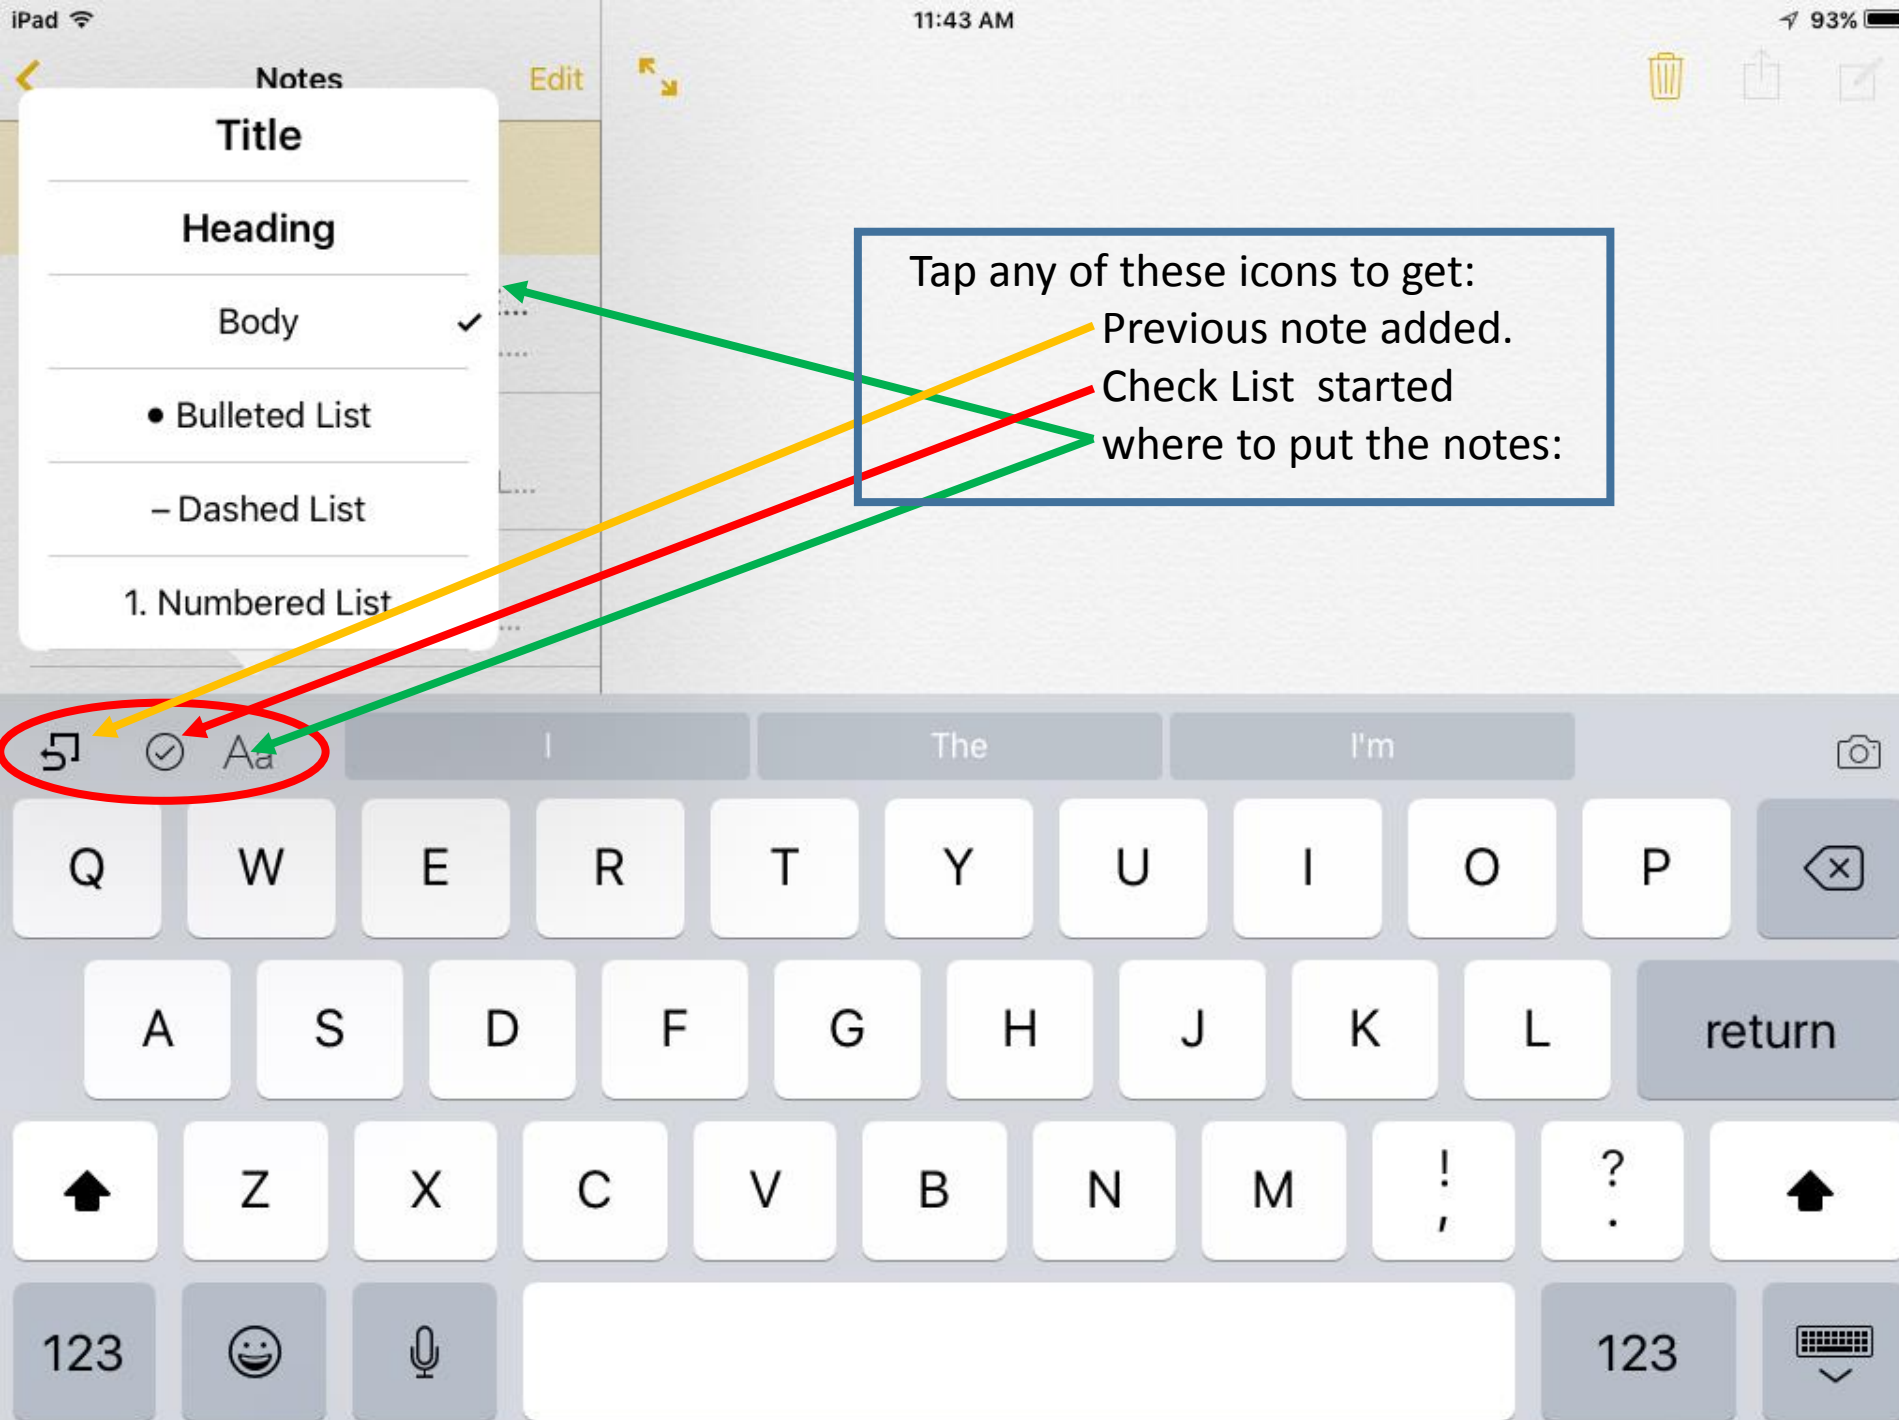 iPad 11:43 AM 93%
Notes Edit
Title
Heading
Body
• Bulleted List
– Dashed List
1. Numbered List
Tap any of these icons to get:
Previous note added.
Check List started
where to put the notes:
L...
Aa I The I'm
Q W E R T Y U I O P
A S D F G H J K L return
Z X C V B N M ! , ? .
123 123